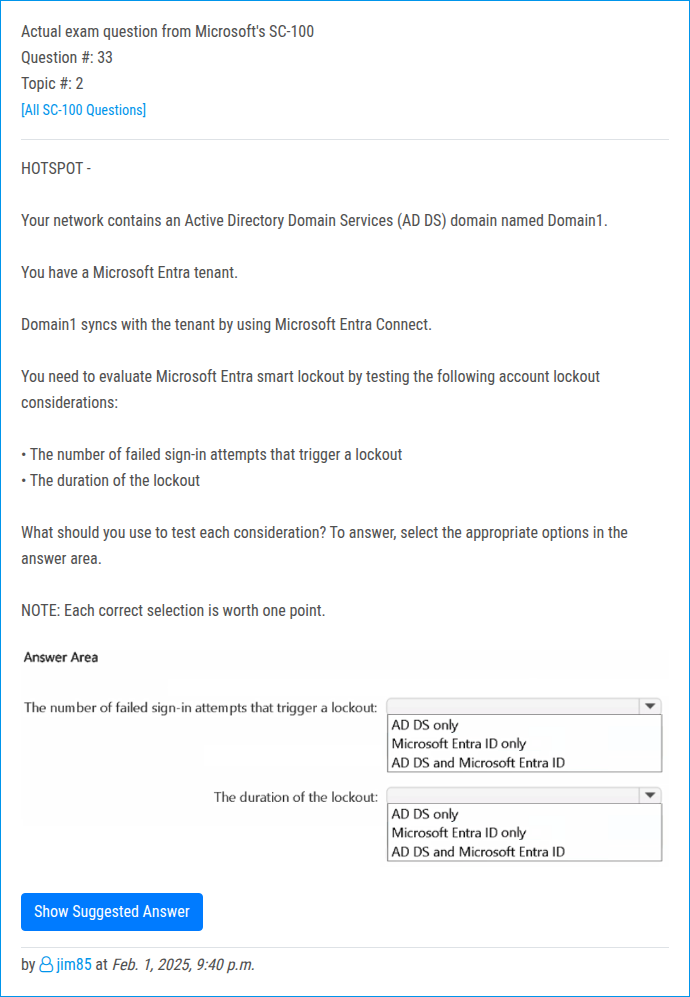 Actual exam question from Microsoft's SC-100
Question #: 33
Topic #: 2
[All SC-100 Questions]
HOTSPOT -
Your network contains an Active Directory Domain Services (AD DS) domain named Domain1.
You have a Microsoft Entra tenant.
Domain1 syncs with the tenant by using Microsoft Entra Connect.
You need to evaluate Microsoft Entra smart lockout by testing the following account lockout
considerations:
• The number of failed sign-in attempts that trigger a lockout
• The duration of the lockout
What should you use to test each consideration? To answer, select the appropriate options in the
answer area.
NOTE: Each correct selection is worth one point.
Answer Area
The number of failed sign-in attempts that trigger a lockout:
AD DS only
Microsoft Entra ID only
AD DS and Microsoft Entra ID
The duration of the lockout:
AD DS only
Microsoft Entra ID only
AD DS and Microsoft Entra ID
Show Suggested Answer
by jim85 at Feb. 1, 2025, 9:40 p.m.